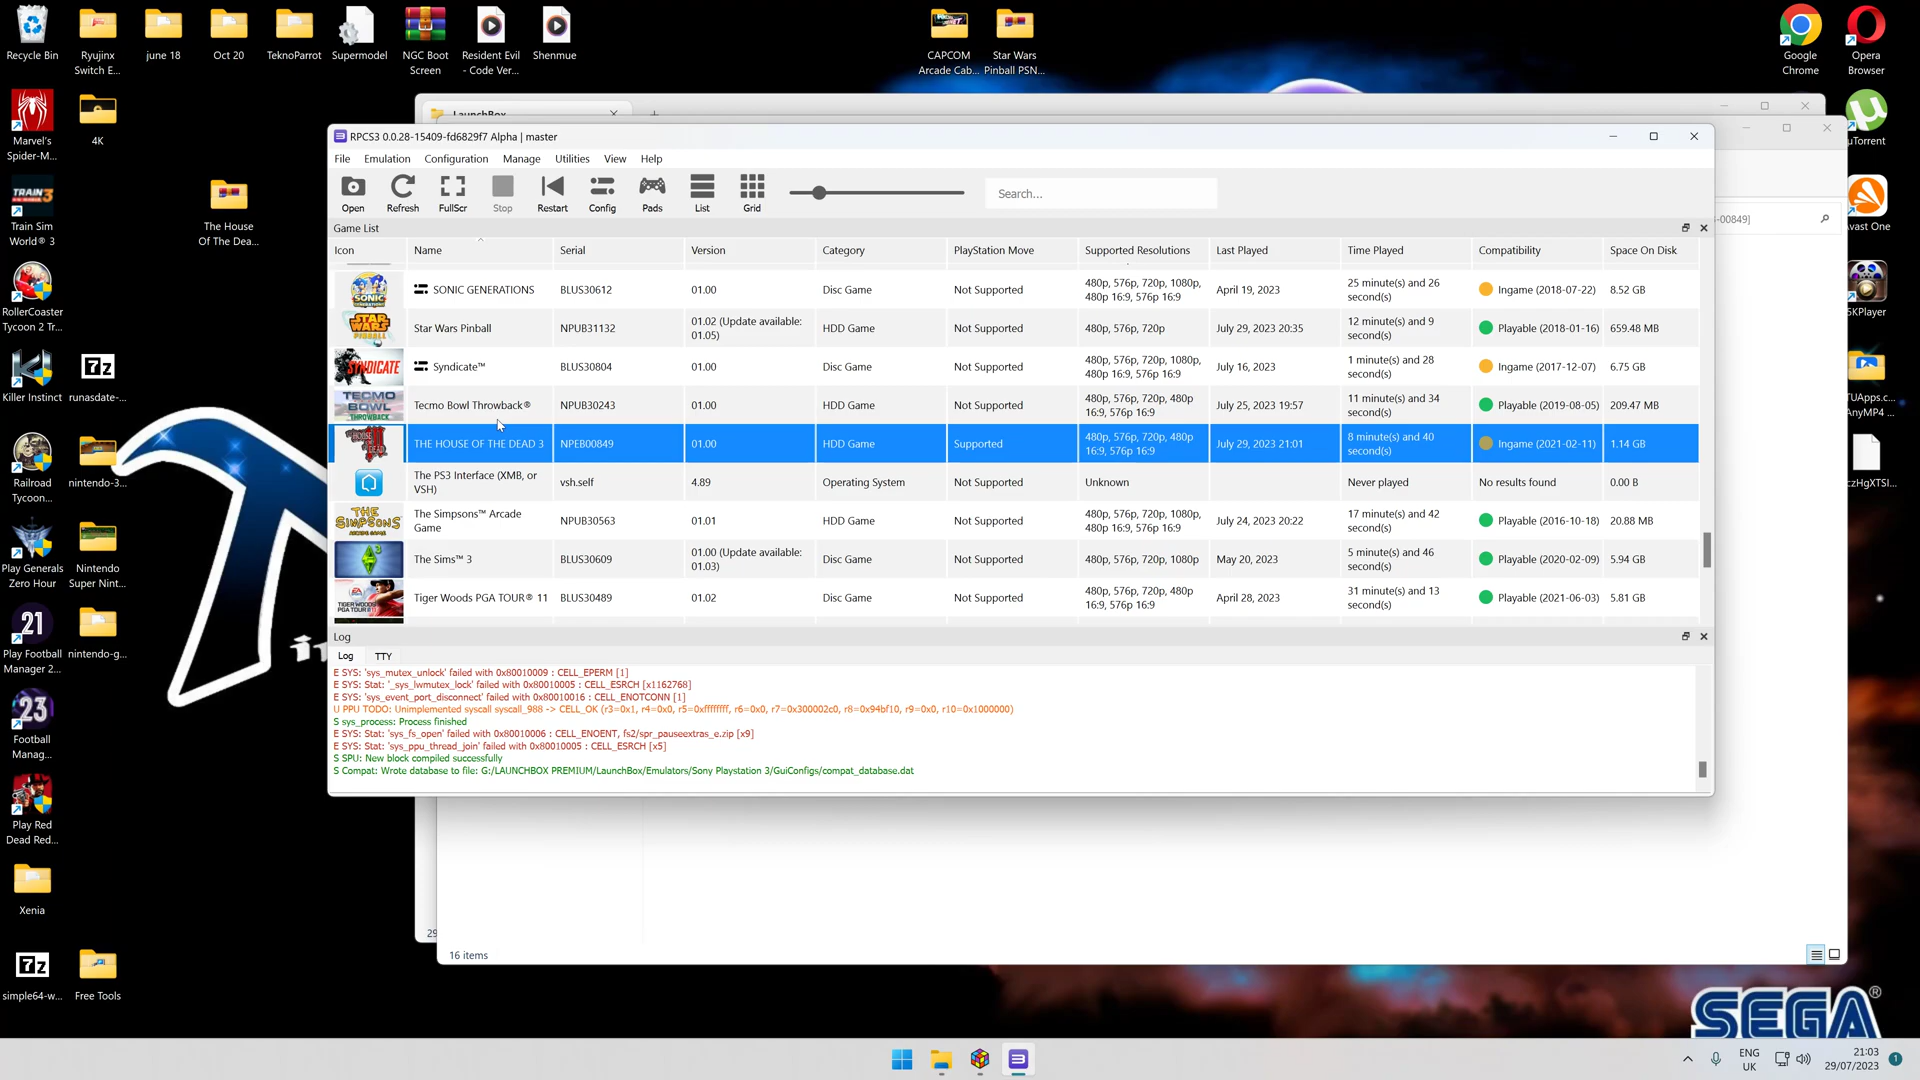 Recycle Bin
Ryujinx
Switch E...
june 18
Oct 20
TeknoParrot
Supermodel
NGC Boot
Screen
Resident Evil
- Code Ver...
Shenmue
CAPCOM
Arcade Cab...
Star Wars
Pinball PSN...
Google
Chrome
Opera
Browser
Marvel's
Spider-M...
4K
LaunchBox
RPCS3 0.0.28-15409-fd6829f7 Alpha | master
File
Emulation
Configuration
Manage
Utilities
View
Help
Open
Refresh
FullScr
Stop
Restart
Config
Pads
List
Grid
Search...
Game List
Icon
Name
Serial
Version
Category
PlayStation Move
Supported Resolutions
Last Played
Time Played
Compatibility
Space On Disk
SONIC GENERATIONS
BLUS30612
01.00
Disc Game
Not Supported
480p, 576p, 720p, 1080p,
480p 16:9, 576p 16:9
April 19, 2023
25 minute(s) and 26
second(s)
Ingame (2018-07-22)
8.52 GB
STAR WARS
PINBALL
Star Wars Pinball
NPUB31132
01.02 (Update available:
01.05)
HDD Game
Not Supported
480p, 576p, 720p
July 29, 2023 20:35
12 minute(s) and 9
second(s)
Playable (2018-01-16)
659.48 MB
SYNDICATE
Syndicate™
BLUS30804
01.00
Disc Game
Not Supported
480p, 576p, 720p, 1080p,
480p 16:9, 576p 16:9
July 16, 2023
1 minute(s) and 28
second(s)
Ingame (2017-12-07)
6.75 GB
TECMO
BOWL
THROWBACK
Tecmo Bowl Throwback®
NPUB30243
01.00
HDD Game
Not Supported
480p, 576p, 720p, 480p
16:9, 576p 16:9
July 25, 2023 19:57
11 minute(s) and 34
second(s)
Playable (2019-08-05)
209.47 MB
THE HOUSE OF THE DEAD 3
NPEB00849
01.00
HDD Game
Supported
480p, 576p, 720p, 480p
16:9, 576p 16:9
July 29, 2023 21:01
8 minute(s) and 40
second(s)
Ingame (2021-02-11)
1.14 GB
The PS3 Interface (XMB, or
VSH)
vsh.self
4.89
Operating System
Not Supported
Unknown
Never played
No results found
0.00 B
THE
SIMPSONS
ARCADE GAME
The Simpsons™ Arcade
Game
NPUB30563
01.01
HDD Game
Not Supported
480p, 576p, 720p, 1080p,
480p 16:9, 576p 16:9
July 24, 2023 20:22
17 minute(s) and 42
second(s)
Playable (2016-10-18)
20.88 MB
The Sims™ 3
BLUS30609
01.00 (Update available:
01.03)
Disc Game
Not Supported
480p, 576p, 720p, 1080p
May 20, 2023
5 minute(s) and 46
second(s)
Playable (2020-02-09)
5.94 GB
Tiger Woods PGA TOUR® 11
BLUS30489
01.02
Disc Game
Not Supported
480p, 576p, 720p, 480p
16:9, 576p 16:9
April 28, 2023
31 minute(s) and 13
second(s)
Playable (2021-06-03)
5.81 GB
Log
Log
TTY
E SYS: 'sys_mutex_unlock' failed with 0x80010009 : CELL_EPERM [1]
E SYS: Stat: '_sys_lwmutex_lock' failed with 0x80010005 : CELL_ESRCH [x1162768]
E SYS: 'sys_event_port_disconnect' failed with 0x80010016 : CELL_ENOTCONN [1]
U PPU TODO: Unimplemented syscall syscall_988 -> CELL_OK (r3=0x1, r4=0x0, r5=0xffffffff, r6=0x0, r7=0x300002c0, r8=0x94bf10, r9=0x0, r10=0x1000000)
S sys_process: Process finished
E SYS: Stat: 'sys_fs_open' failed with 0x80010006 : CELL_ENOENT, fs2/spr_pauseextras_e.zip [x9]
E SYS: Stat: 'sys_ppu_thread_join' failed with 0x80010005 : CELL_ESRCH [x5]
S SPU: New block compiled successfully
S Compat: Wrote database to file: G:/LAUNCHBOX PREMIUM/LaunchBox/Emulators/Sony Playstation 3/GuiConfigs/compat_database.dat
16 items
29
-00849]
Train Sim
World® 3
The House
Of The Dea...
RollerCoaster
Tycoon 2 Tr...
Killer Instinct
runasdate-...
Railroad
Tycoon...
nintendo-3...
Play Generals
Zero Hour
Nintendo
Super Nint...
Play Football
Manager 2...
nintendo-g...
Football
Manag...
Play Red
Dead Red...
Xenia
simple64-w...
Free Tools
µTorrent
Avast One
5KPlayer
TUApps.c...
AnyMP4 ...
czHgXTSI...
SEGA®
ENG
UK
21:03
29/07/2023
1